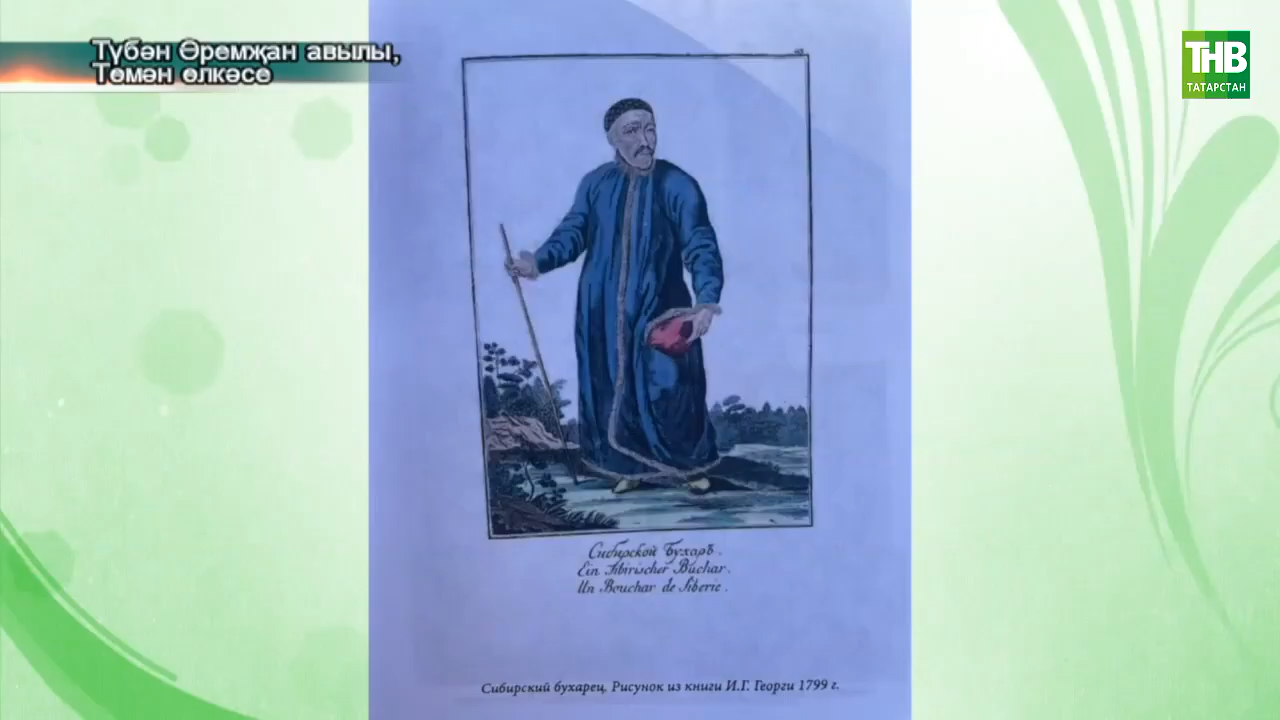 Түбән Өремҗан авылы,
Төмән өлкәсе
ТНВ
ТАТАРСТАН
Сибирской Бухарѣ.
Ein Sibirischer Buchar.
Un Bouchar de Siberie.
Сибирский бухарец. Рисунок из книги И.Г. Георги 1799 г.